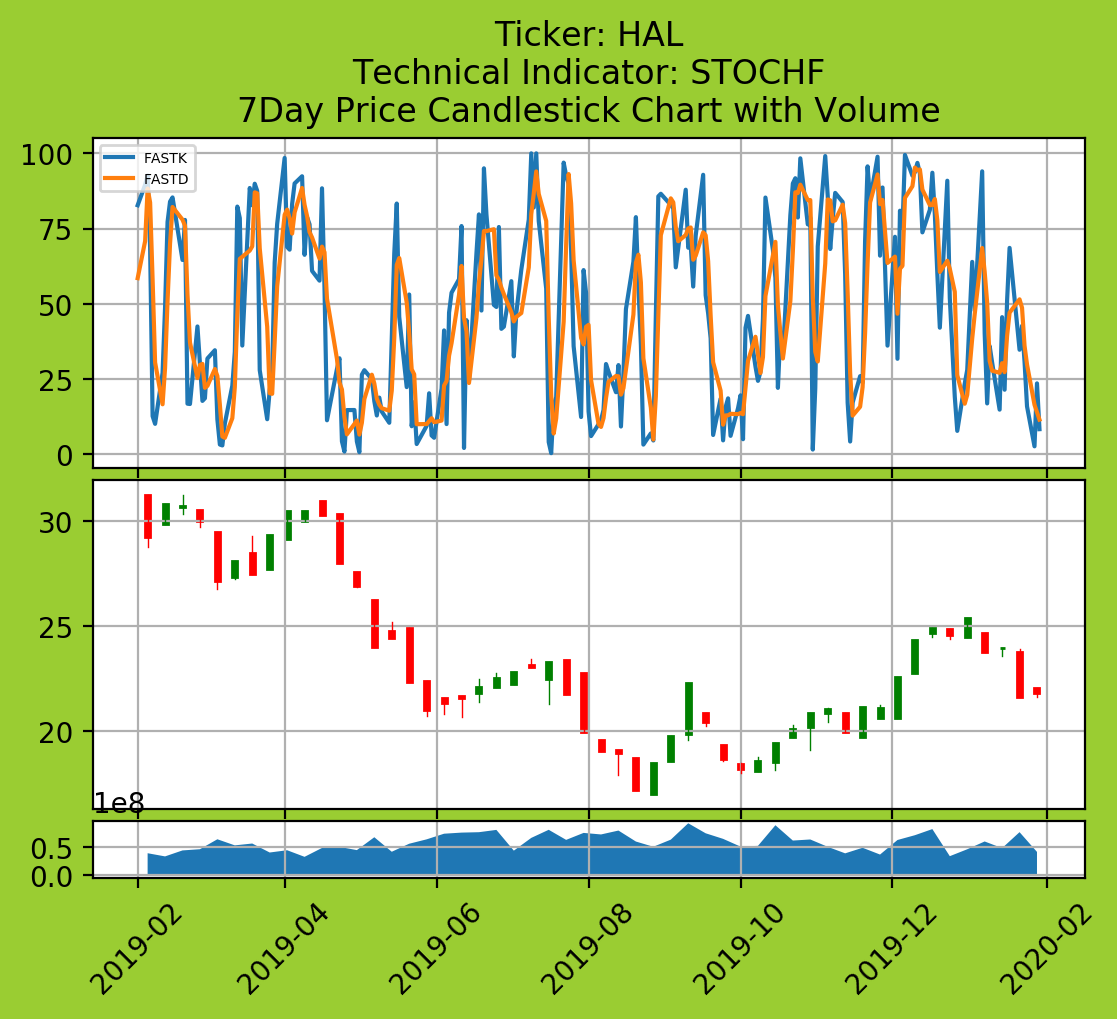 Ticker: HAL
Technical Indicator: STOCHF
7Day Price Candlestick Chart with Volume
100
75
50
25
0
FASTK
FASTD
30
25
20
1e8
0.5
0.0
2019-02
2019-04
2019-06
2019-08
2019-10
2019-12
2020-02